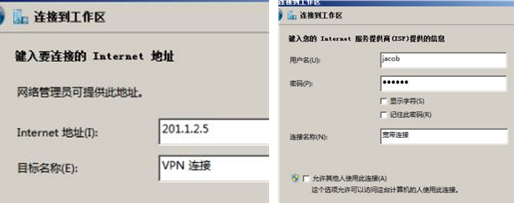 连接到工作区
键入要连接的 Internet 地址
网络管理员可提供此地址。
Internet 地址(I):
201.1.2.5
目标名称(E):
VPN 连接
连接到工作区
键入您的 Internet 服务提供商(ISP)提供的信息
用户名(U):
jacob
密码(P):
●●●●●●
显示字符(S)
记住此密码(R)
连接名称(N):
宽带连接
允许其他人使用此连接(A)
这个选项允许可以访问这台计算机的人使用此连接。